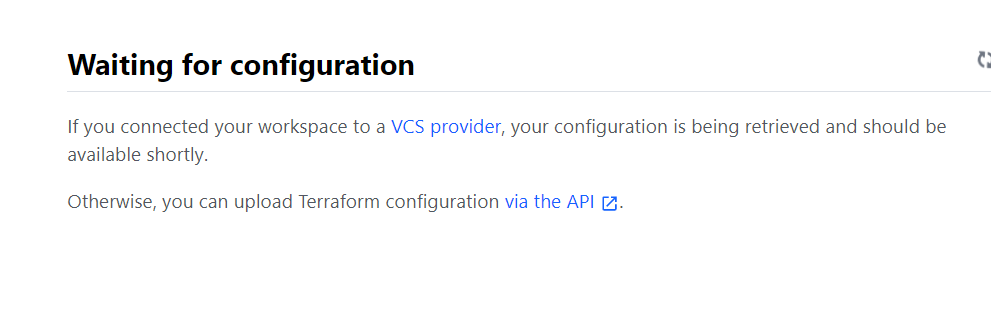 Waiting for configuration
If you connected your workspace to a VCS provider, your configuration is being retrieved and should be
available shortly.
Otherwise, you can upload Terraform configuration via the API.